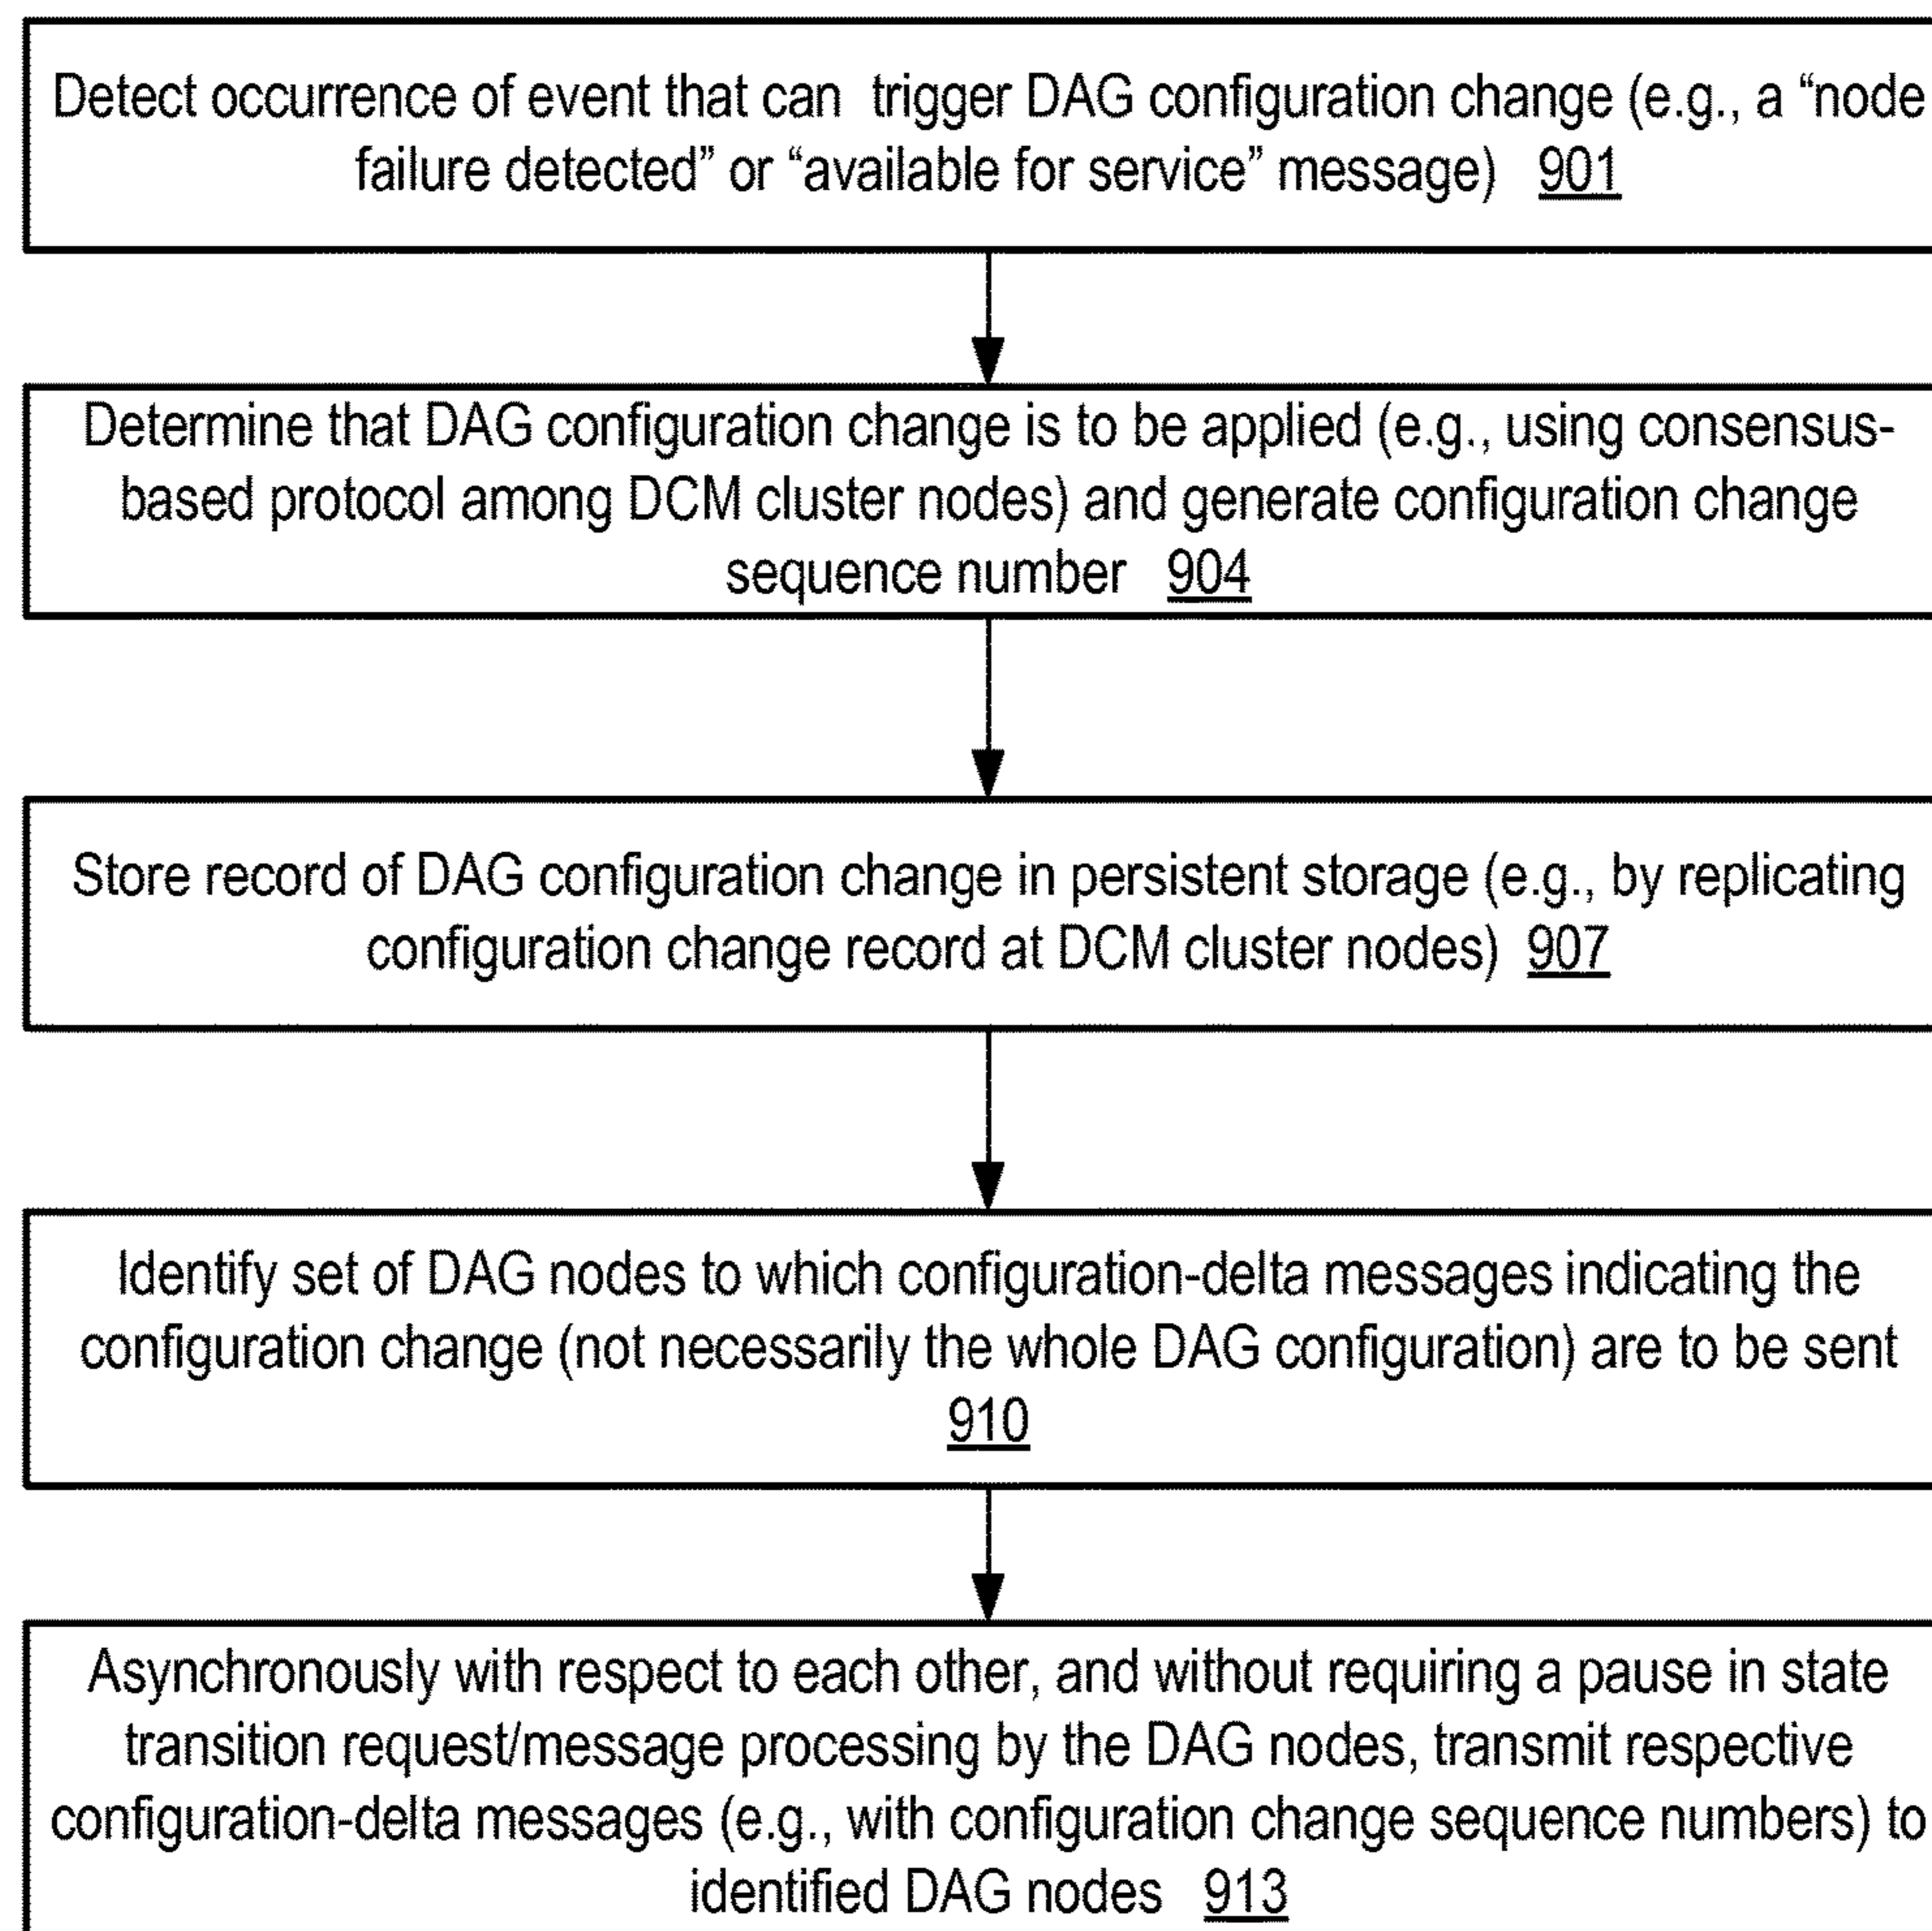 Detect occurrence of event that can  trigger DAG configuration change (e.g., a “node
failure detected” or “available for service” message)   901
Determine that DAG configuration change is to be applied (e.g., using consensus-
based protocol among DCM cluster nodes) and generate configuration change
sequence number   904
Store record of DAG configuration change in persistent storage (e.g., by replicating
configuration change record at DCM cluster nodes)  907
Identify set of DAG nodes to which configuration-delta messages indicating the
configuration change (not necessarily the whole DAG configuration) are to be sent
910
Asynchronously with respect to each other, and without requiring a pause in state
transition request/message processing by the DAG nodes, transmit respective
configuration-delta messages (e.g., with configuration change sequence numbers) to
identified DAG nodes   913